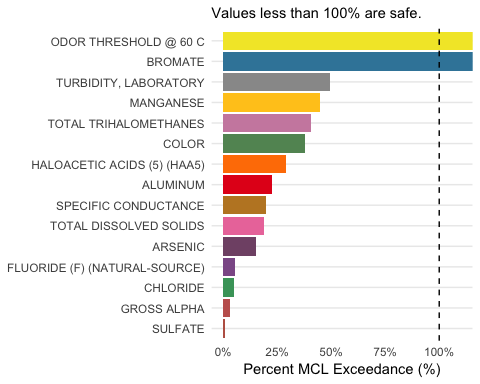 Values less than 100% are safe.
ODOR THRESHOLD @ 60 C
BROMATE
TURBIDITY, LABORATORY
MANGANESE
TOTAL TRIHALOMETHANES
COLOR
HALOACETIC ACIDS (5) (HAA5)
ALUMINUM
SPECIFIC CONDUCTANCE
TOTAL DISSOLVED SOLIDS
ARSENIC
FLUORIDE (F) (NATURAL-SOURCE)
CHLORIDE
GROSS ALPHA
SULFATE
0% 25% 50% 75% 100%
Percent MCL Exceedance (%)